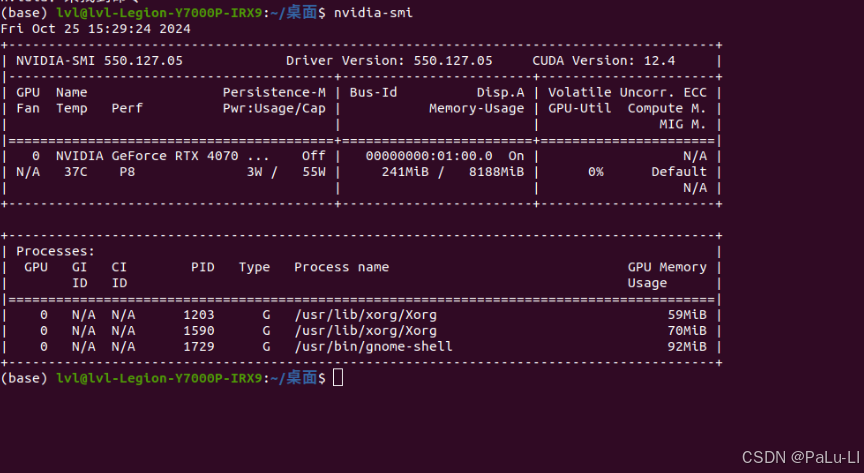 (base) lvl@lvl-Legion-Y7000P-IRX9:~/桌面$ nvidia-smi
Fri Oct 25 15:29:24 2024
+-----------------------------------------------------------------------------------------+
| NVIDIA-SMI 550.127.05             Driver Version: 550.127.05     CUDA Version: 12.4     |
|-----------------------------------------+------------------------+----------------------+
| GPU  Name                 Persistence-M | Bus-Id          Disp.A | Volatile Uncorr. ECC |
| Fan  Temp   Perf          Pwr:Usage/Cap |           Memory-Usage | GPU-Util  Compute M. |
|                                         |                        |               MIG M. |
|=========================================+========================+======================|
|   0  NVIDIA GeForce RTX 4070 ...    Off |   00000000:01:00.0  On |                  N/A |
| N/A   37C    P8              3W /   55W |     241MiB /   8188MiB |      0%      Default |
|                                         |                        |                  N/A |
+-----------------------------------------+------------------------+----------------------+
+-----------------------------------------------------------------------------------------+
| Processes:                                                                              |
|  GPU   GI   CI        PID   Type   Process name                              GPU Memory |
|        ID   ID                                                               Usage      |
|=========================================================================================|
|    0   N/A  N/A      1203      G   /usr/lib/xorg/Xorg                             59MiB |
|    0   N/A  N/A      1590      G   /usr/lib/xorg/Xorg                             70MiB |
|    0   N/A  N/A      1729      G   /usr/bin/gnome-shell                           92MiB |
+-----------------------------------------------------------------------------------------+
(base) lvl@lvl-Legion-Y7000P-IRX9:~/桌面$
CSDN @PaLu-LI